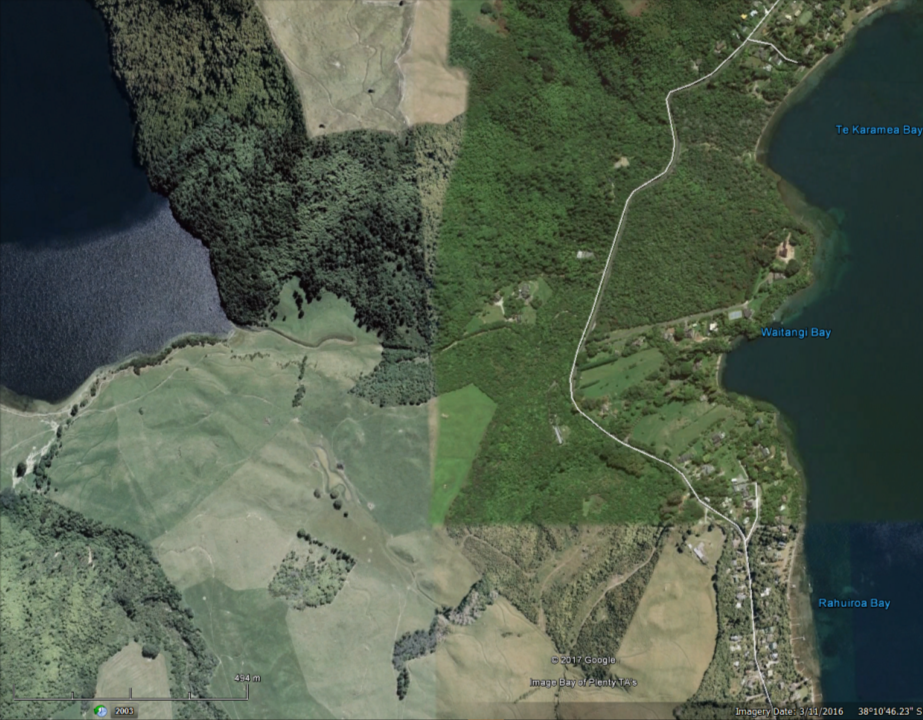 Te Karamea Bay
Waitangi Bay
Rahuiroa Bay
© 2017 Google
Image Bay of Plenty TA's
494 m
2003
Imagery Date: 3/11/2016 38°10'46.23" S